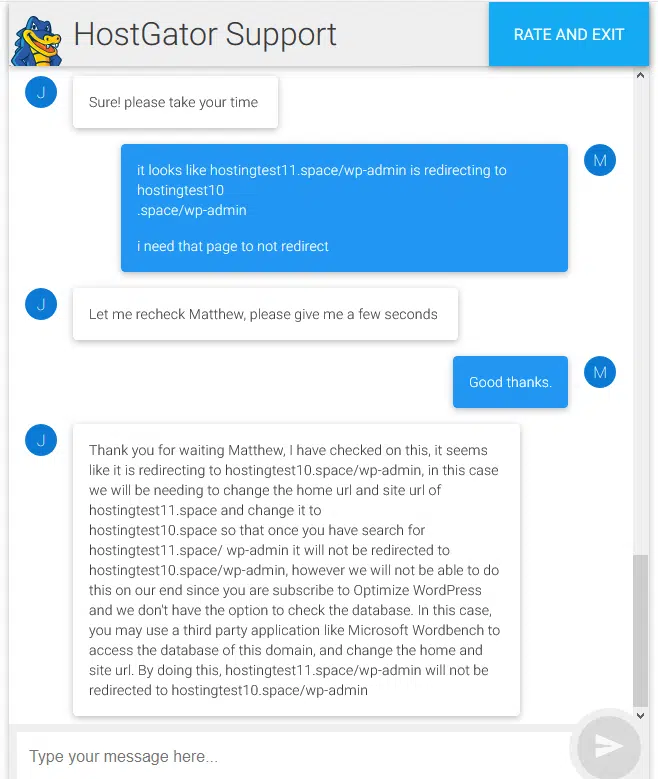 HostGator Support
RATE AND EXIT
J
Sure! please take your time
M
it looks like hostingtest11.space/wp-admin is redirecting to
hostingtest10
.space/wp-admin
i need that page to not redirect
J
Let me recheck Matthew, please give me a few seconds
M
Good thanks.
J
Thank you for waiting Matthew, I have checked on this, it seems
like it is redirecting to hostingtest10.space/wp-admin, in this case
we will be needing to change the home url and site url of
hostingtest11.space and change it to
hostingtest10.space so that once you have search for
hostingtest11.space/ wp-admin it will not be redirected to
hostingtest10.space/wp-admin, however we will not be able to do
this on our end since you are subscribe to Optimize WordPress
and we don't have the option to check the database. In this case,
you may use a third party application like Microsoft Wordbench to
access the database of this domain, and change the home and
site url. By doing this, hostingtest11.space/wp-admin will not be
redirected to hostingtest10.space/wp-admin
Type your message here...